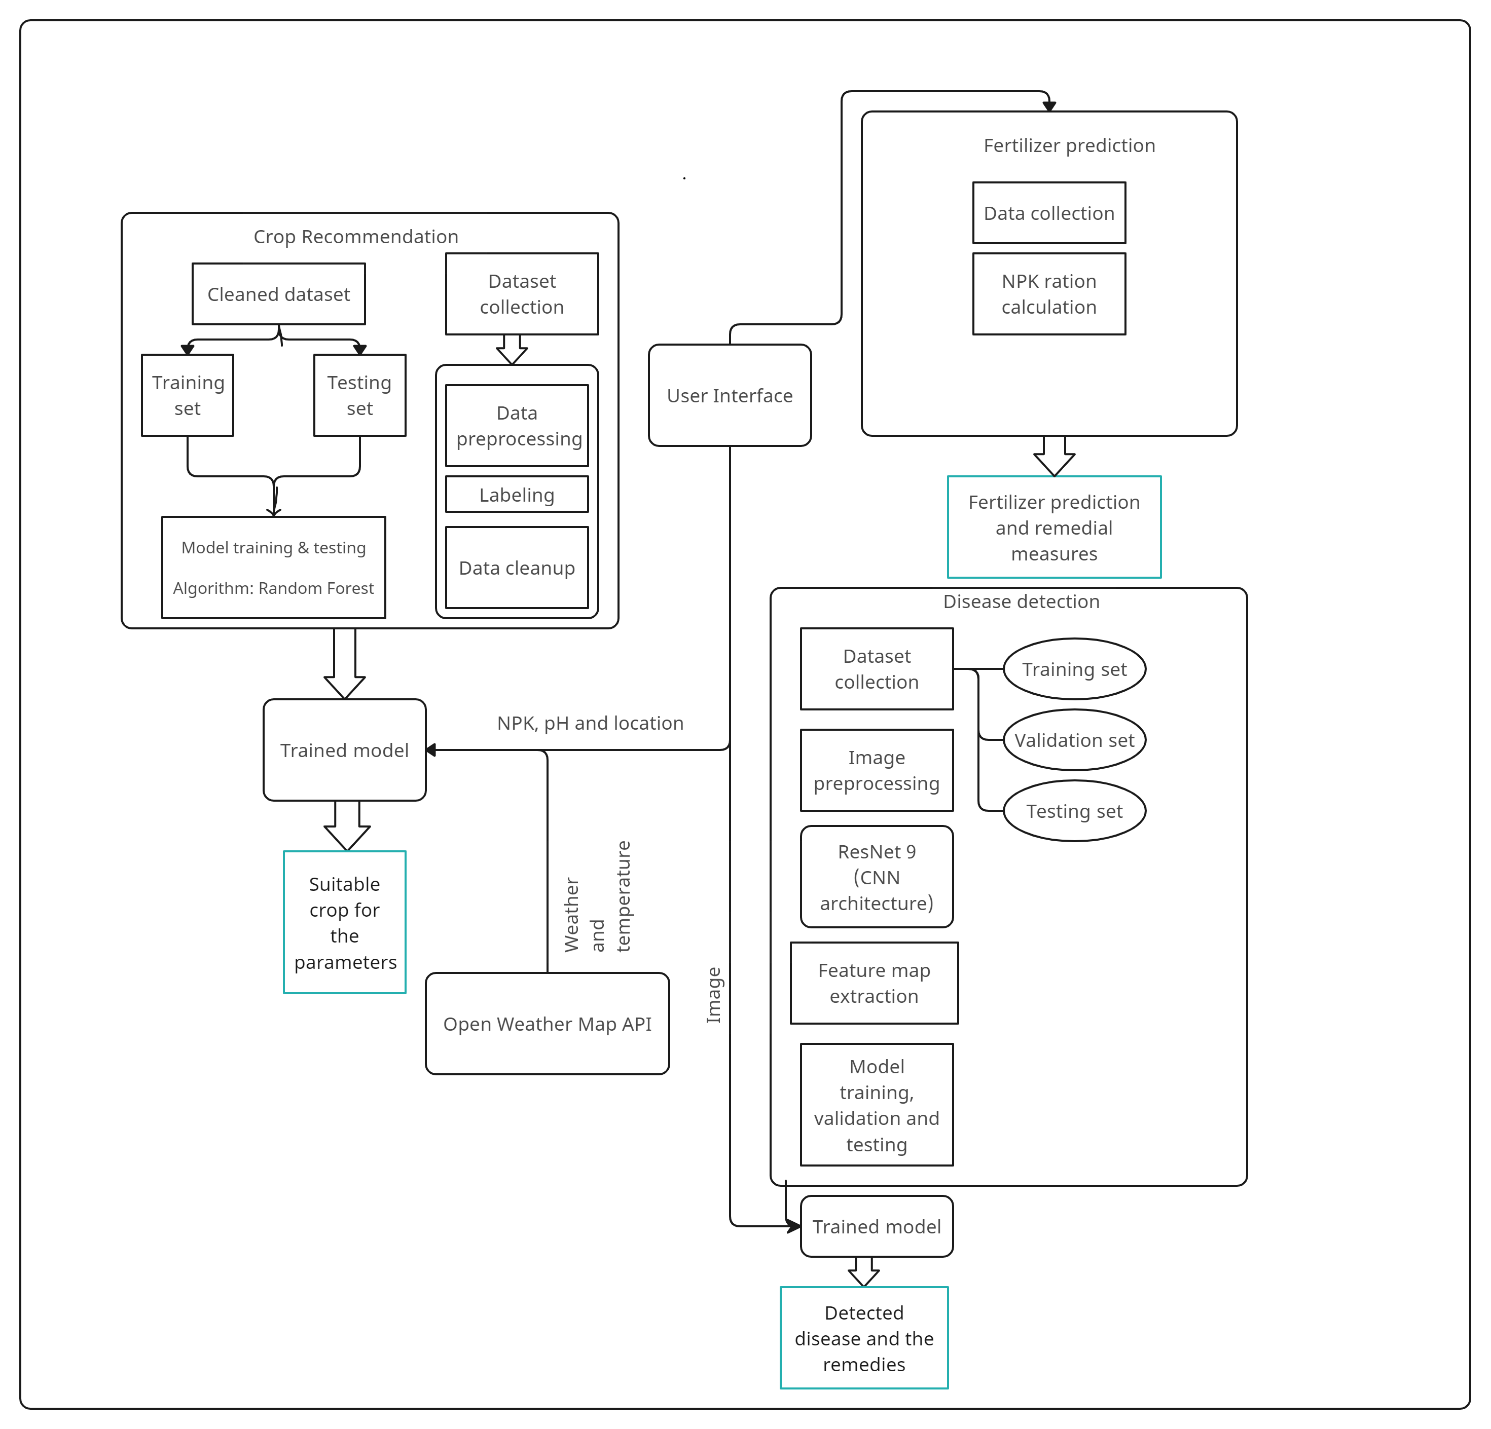 Fertilizer prediction
Data collection
NPK ration
calculation
Crop Recommendation
Cleaned dataset
Dataset
collection
Training
set
Testing
set
Data
preprocessing
Labeling
Data cleanup
Model training & testing
Algorithm: Random Forest
User Interface
Fertilizer prediction
and remedial
measures
Disease detection
Dataset
collection
Training set
Validation set
Testing set
Image
preprocessing
ResNet 9
(CNN
architecture)
Feature map
extraction
Model
training,
validation and
testing
NPK, pH and location
Trained model
Suitable
crop for
the
parameters
Weather
and
temperature
Open Weather Map API
Image
Trained model
Detected
disease and the
remedies